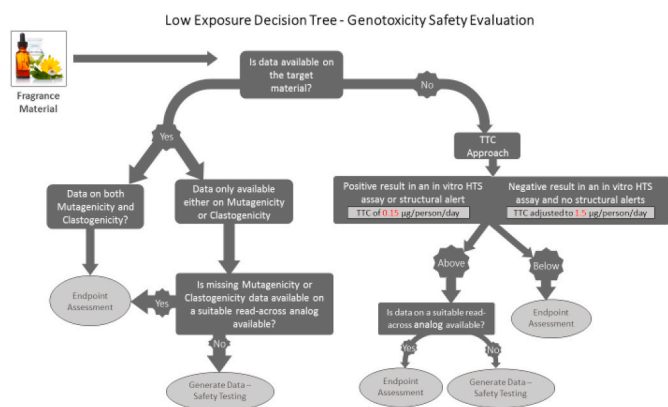 Low Exposure Decision Tree - Genotoxicity Safety Evaluation
Fragrance
Material
Is data available on
the target
material?
Yes
No
TTC
Approach
Data on both
Mutagenicity and
Clastogenicity?
Data only available
either on Mutagenicity
or Clastogenicity
Positive result in an in vitro HTS
assay or structural alert
TTC of 0.15 µg/person/day
Negative result in an in vitro HTS
assay and no structural alerts
TTC adjusted to 1.5 µg/person/day
Endpoint
Assessment
Yes
Is missing Mutagenicity or
Clastogenicity data available on
a suitable read-across analog
available?
No
Generate Data –
Safety Testing
Above
Below
Is data on a suitable read-
across analog available?
Endpoint
Assessment
Yes
No
Endpoint
Assessment
Generate Data –
Safety Testing